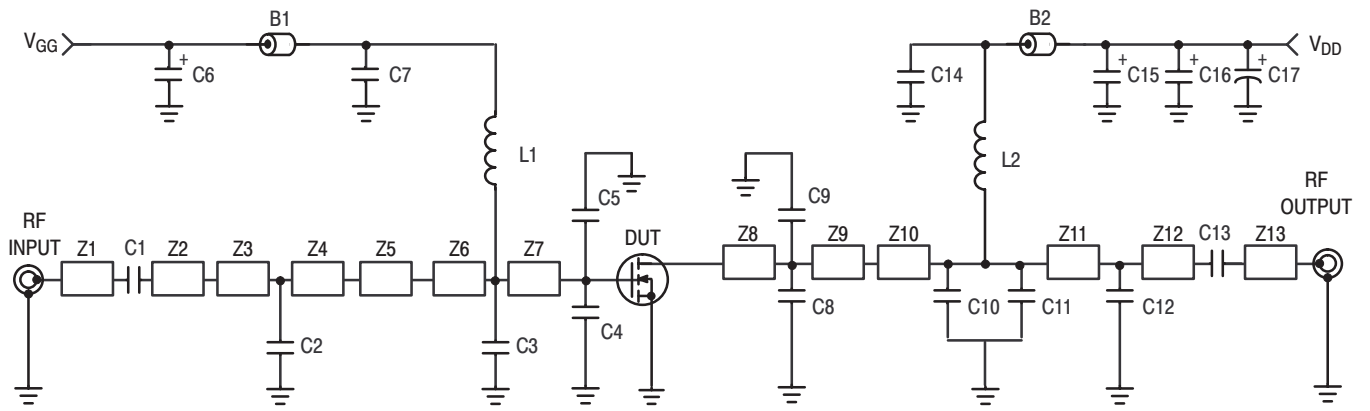 B1
B2
VGG
VDD
+
C6
C7
C14
+
C15
+
C16
+
C17
L1
L2
C5
C9
RF
INPUT
RF
OUTPUT
Z1
C1
Z2
Z3
Z4
Z5
Z6
Z7
DUT
Z8
Z9
Z10
Z11
Z12
C13
Z13
C2
C3
C4
C8
C10
C11
C12